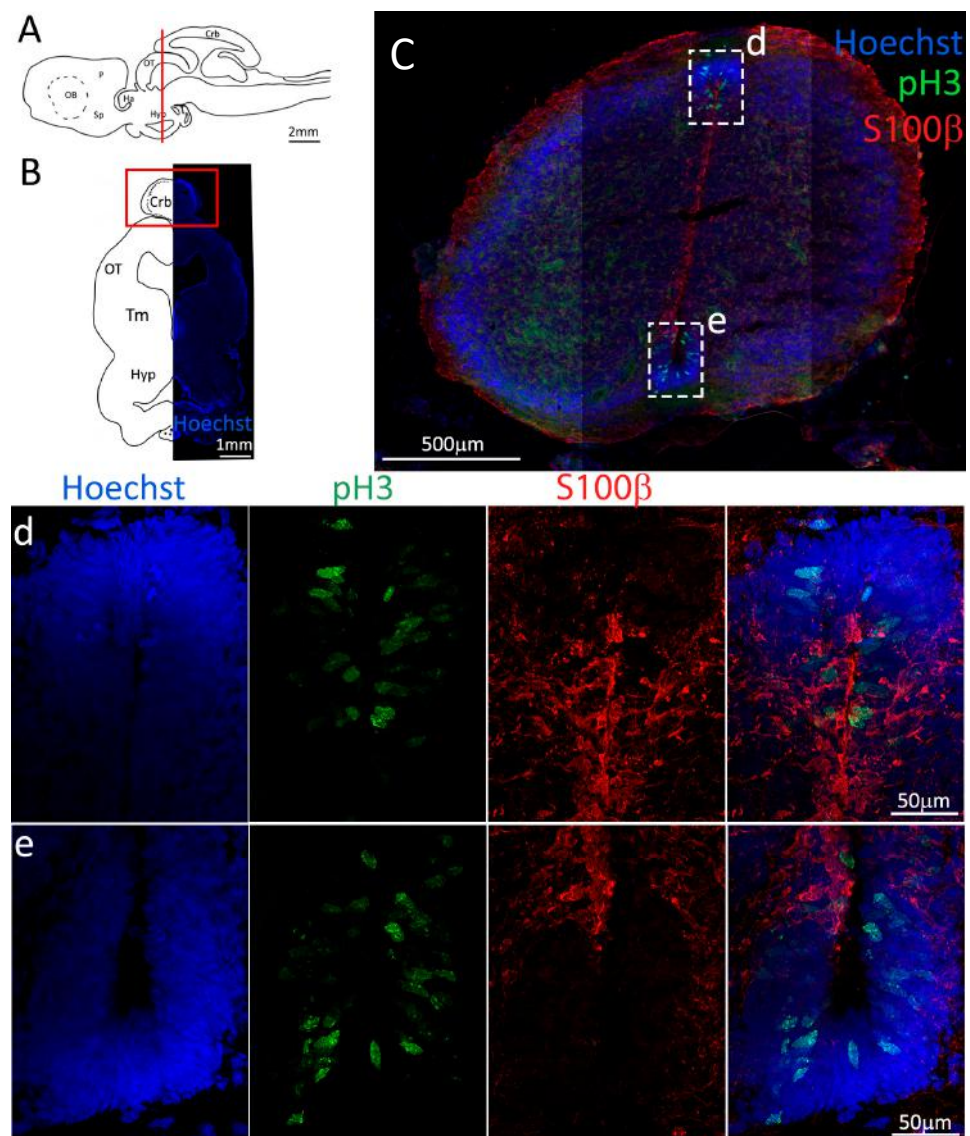 A
Crb
OT
P
OB
Ha
Sp
Hyp
2mm
B
Crb
OT
Tm
Hyp
Hoechst
1mm
C
d
Hoechst
pH3
S100β
e
500μm
Hoechst pH3 S100β
d
50μm
e
50μm